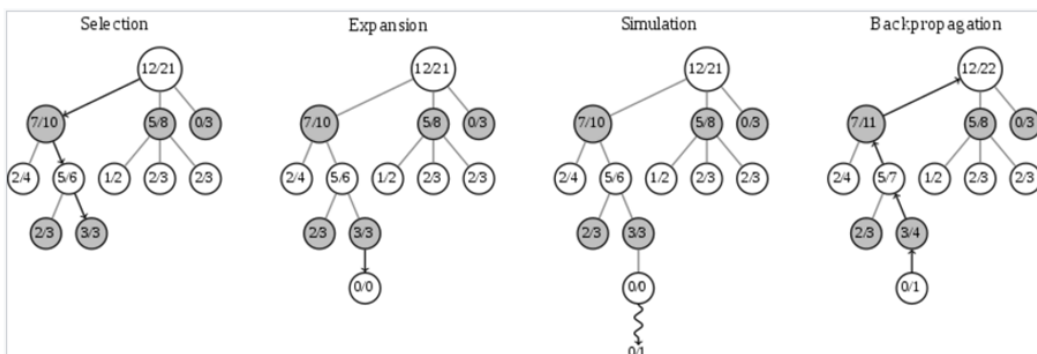 Selection Expansion Simulation Backpropagation
12/21 12/21 12/21 12/22
7/10 5/8 0/3 7/10 5/8 0/3 7/10 5/8 0/3 7/11 5/8 0/3
2/4 5/6 1/2 2/3 2/3 2/4 5/6 1/2 2/3 2/3 2/4 5/6 1/2 2/3 2/3 2/4 5/7 1/2 2/3 2/3
2/3 3/3 2/3 3/3 2/3 3/3 2/3 3/4
0/0 0/0 0/1
0/1